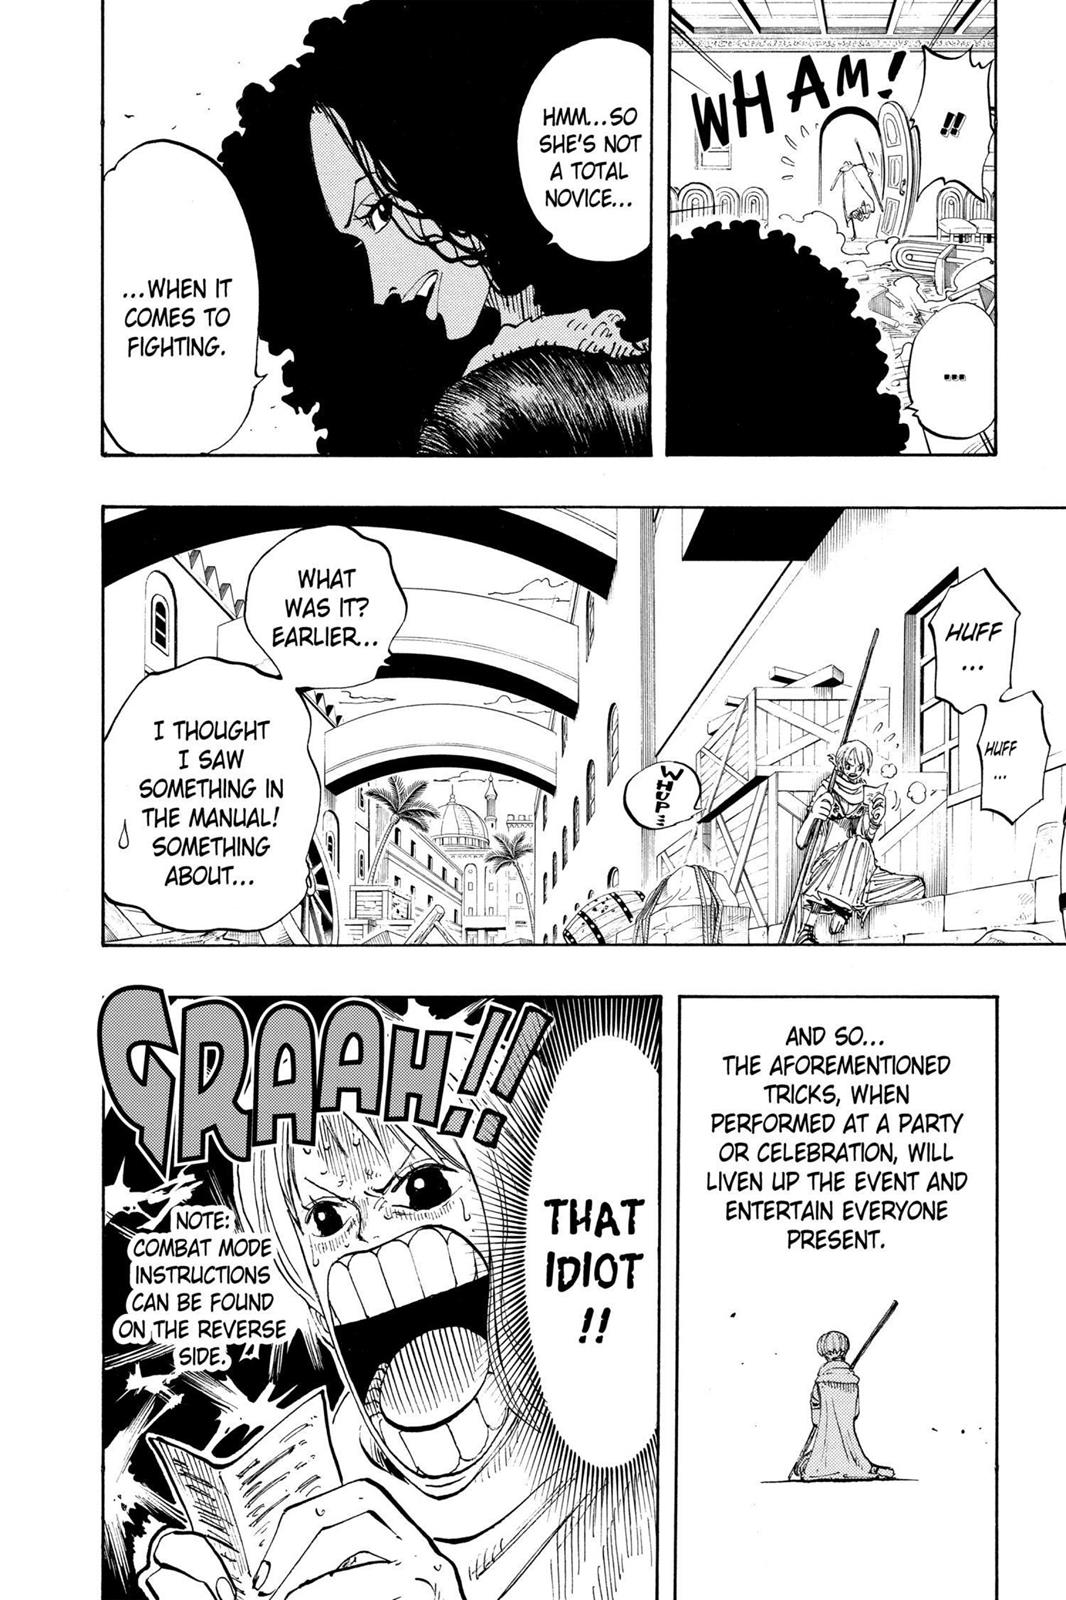 WHAM!
!!
...
HMM...SO
SHE'S NOT
A TOTAL
NOVICE...
...WHEN IT
COMES TO
FIGHTING.
HUFF
...
HUFF
...
WHUP...
WHAT
WAS IT?
EARLIER...
I THOUGHT
I SAW
SOMETHING IN
THE MANUAL!
SOMETHING
ABOUT...
AND SO...
THE AFOREMENTIONED
TRICKS, WHEN
PERFORMED AT A PARTY
OR CELEBRATION, WILL
LIVEN UP THE EVENT AND
ENTERTAIN EVERYONE
PRESENT.
THAT
IDIOT
!!
GRAAH!!
NOTE:
COMBAT MODE
INSTRUCTIONS
CAN BE FOUND
ON THE REVERSE
SIDE.